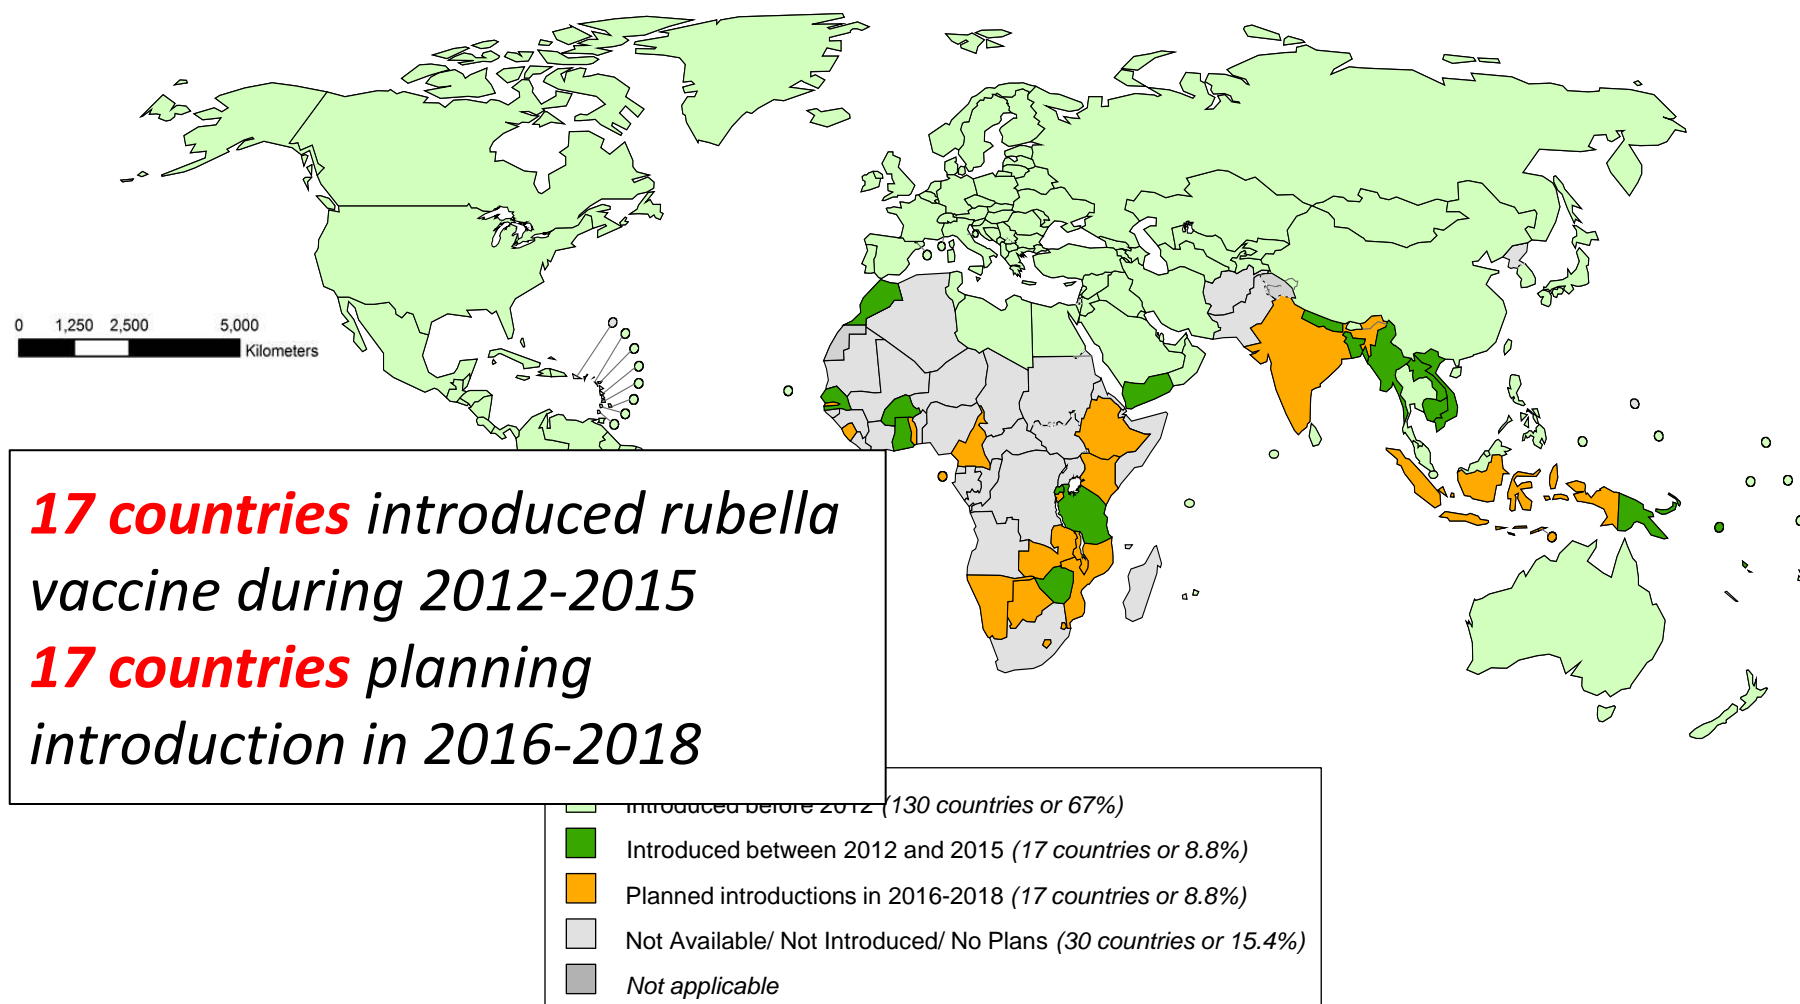 0 1,250 2,500 5,000
Kilometers
17 countries introduced rubella
vaccine during 2012-2015
17 countries planning
introduction in 2016-2018
Introduced before 2012 (130 countries or 67%)
Introduced between 2012 and 2015 (17 countries or 8.8%)
Planned introductions in 2016-2018 (17 countries or 8.8%)
Not Available/ Not Introduced/ No Plans (30 countries or 15.4%)
Not applicable